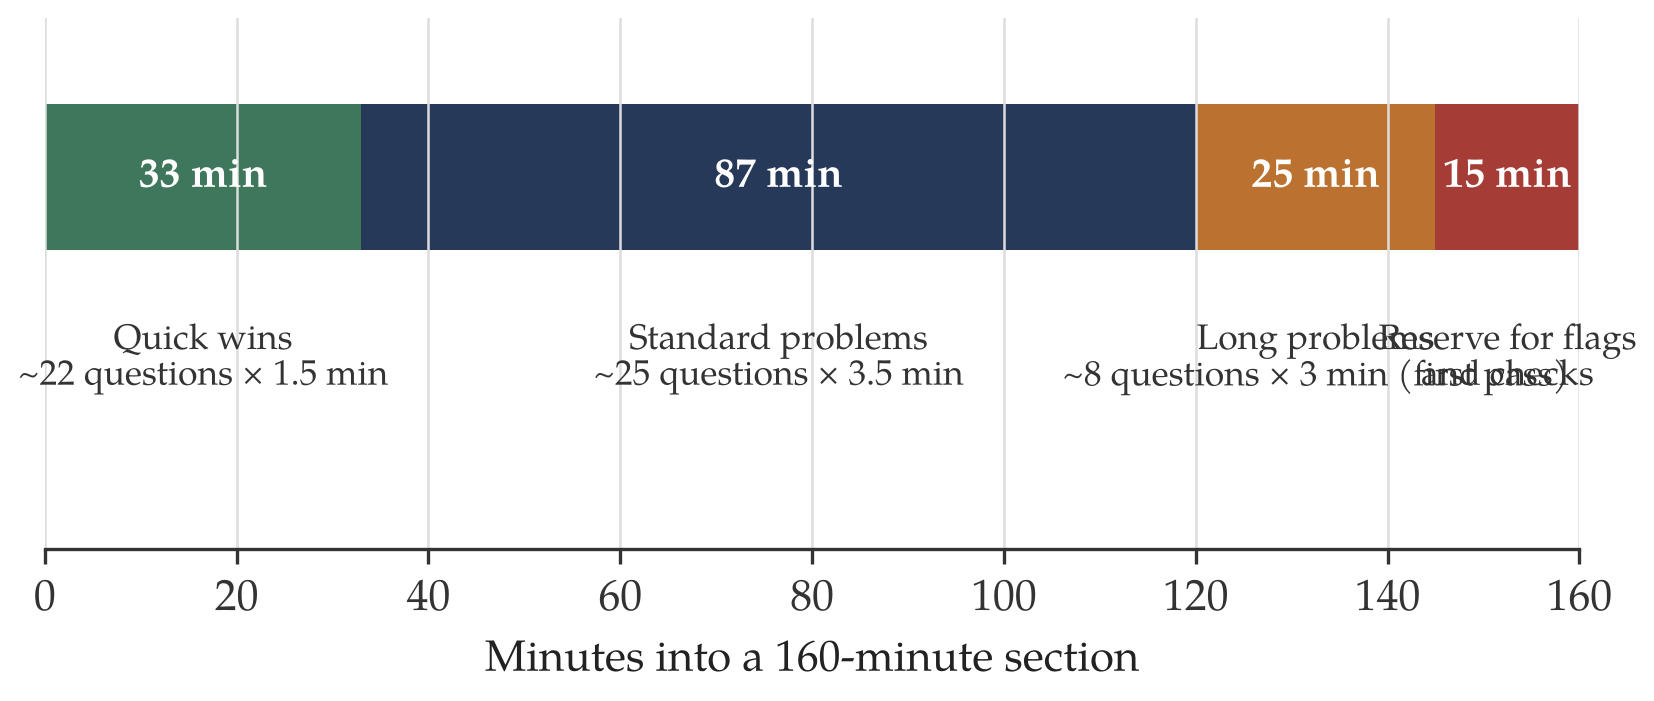 33 min
87 min
25 min
15 min
Quick wins
~22 questions × 1.5 min
Standard problems
~25 questions × 3.5 min
Long problems
~8 questions × 3 min (first pass)
Reserve for flags
and checks
0 20 40 60 80 100 120 140 160
Minutes into a 160-minute section